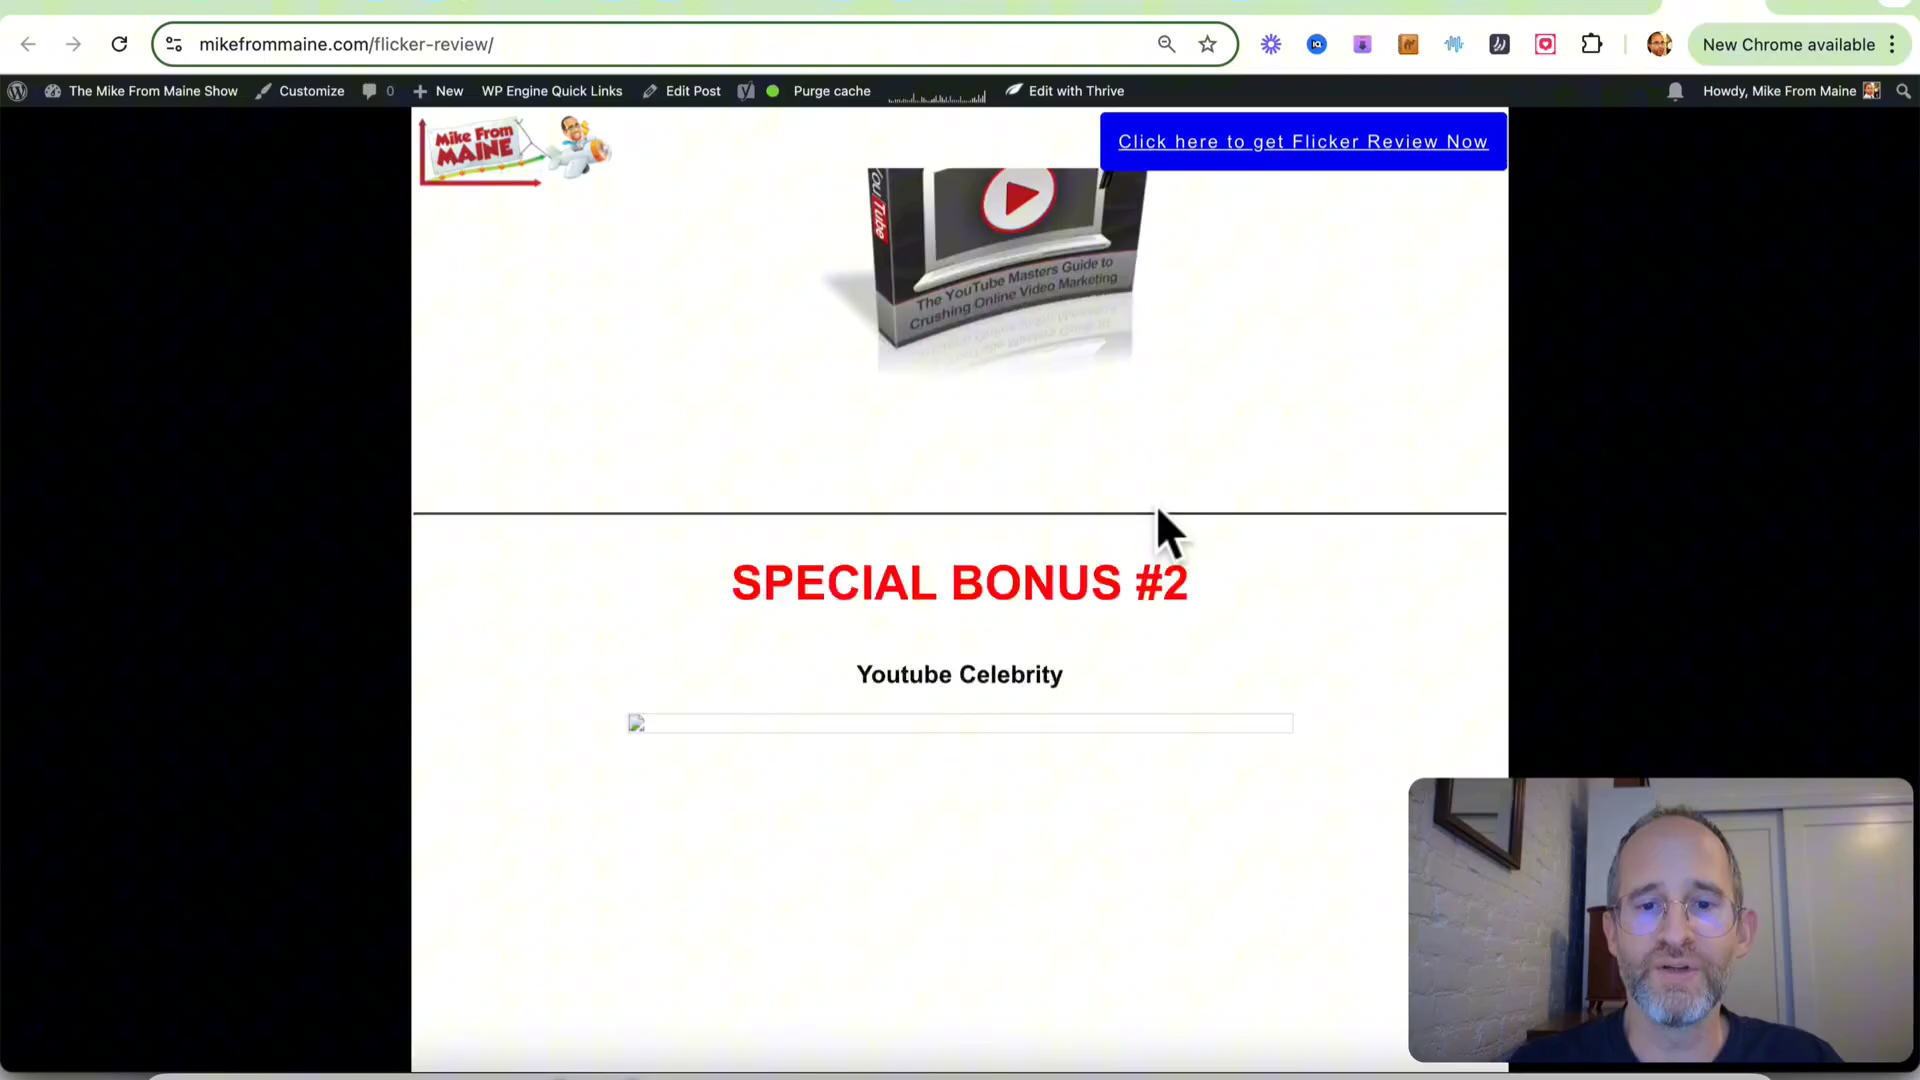 mikefrommaine.com/flicker-review/
New Chrome available
The Mike From Maine Show
Customize
0
New
WP Engine Quick Links
Edit Post
Purge cache
Edit with Thrive
Howdy, Mike From Maine
Mike From
MAINE
Click here to get Flicker Review Now
YouTube
The YouTube Masters Guide to
Crushing Online Video Marketing
SPECIAL BONUS #2
Youtube Celebrity